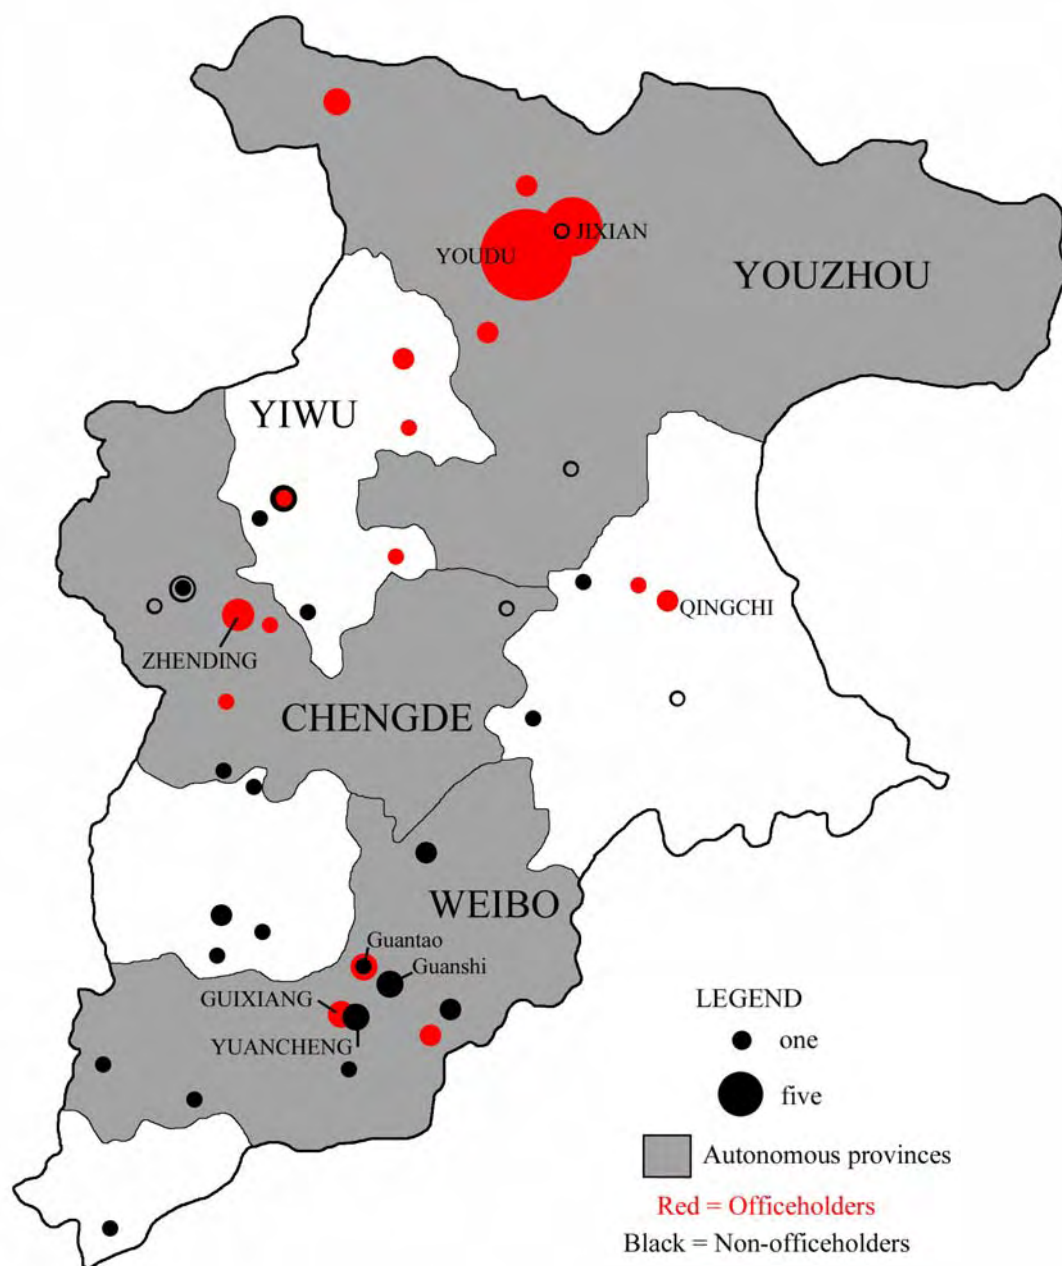 JIXIAN
YOUDU
YOUZHOU
YIWU
QINGCHI
ZHENDING
CHENGDE
WEIBO
Guantao
Guanshi
GUIXIANG
YUANCHENG
LEGEND
one
five
Autonomous provinces
Red = Officeholders
Black = Non-officeholders